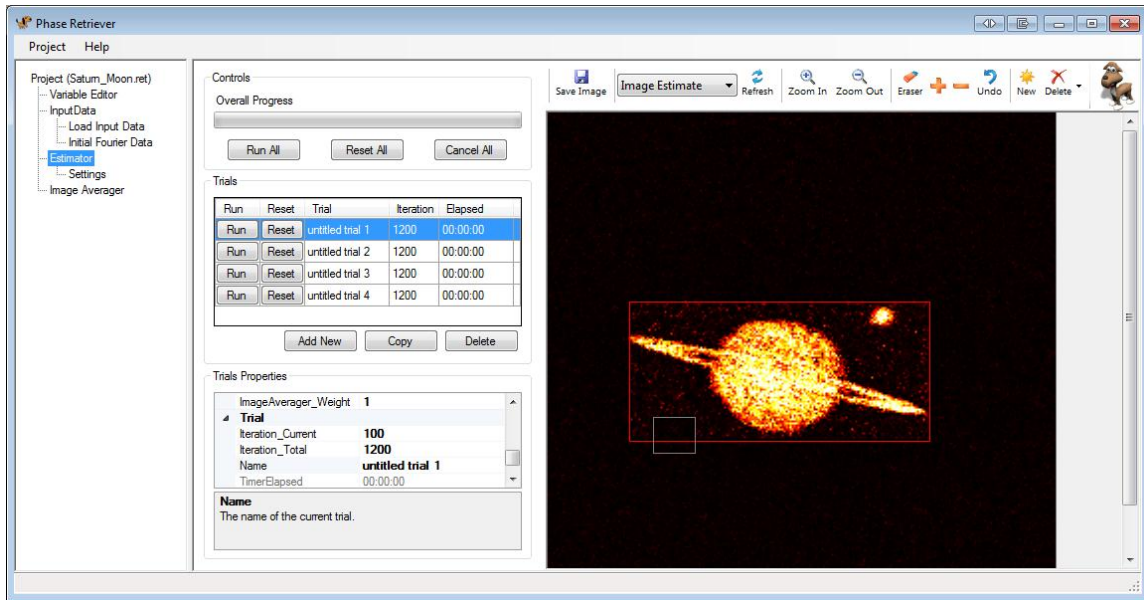 Phase Retriever
Project Help
Project (Saturn_Moon.ret)
Variable Editor
InputData
Load Input Data
Initial Fourier Data
Estimator
Settings
Image Averager
Controls
Overall Progress
Run All Reset All Cancel All
Trials
Run Reset Trial Iteration Elapsed
Run Reset untitled trial 1 1200 00:00:00
Run Reset untitled trial 2 1200 00:00:00
Run Reset untitled trial 3 1200 00:00:00
Run Reset untitled trial 4 1200 00:00:00
Add New Copy Delete
Trials Properties
ImageAverager_Weight 1
Trial
Iteration_Current 100
Iteration_Total 1200
Name untitled trial 1
TimerElapsed 00:00:00
Name
The name of the current trial.
Save Image Image Estimate Refresh Zoom In Zoom Out Eraser Undo New Delete